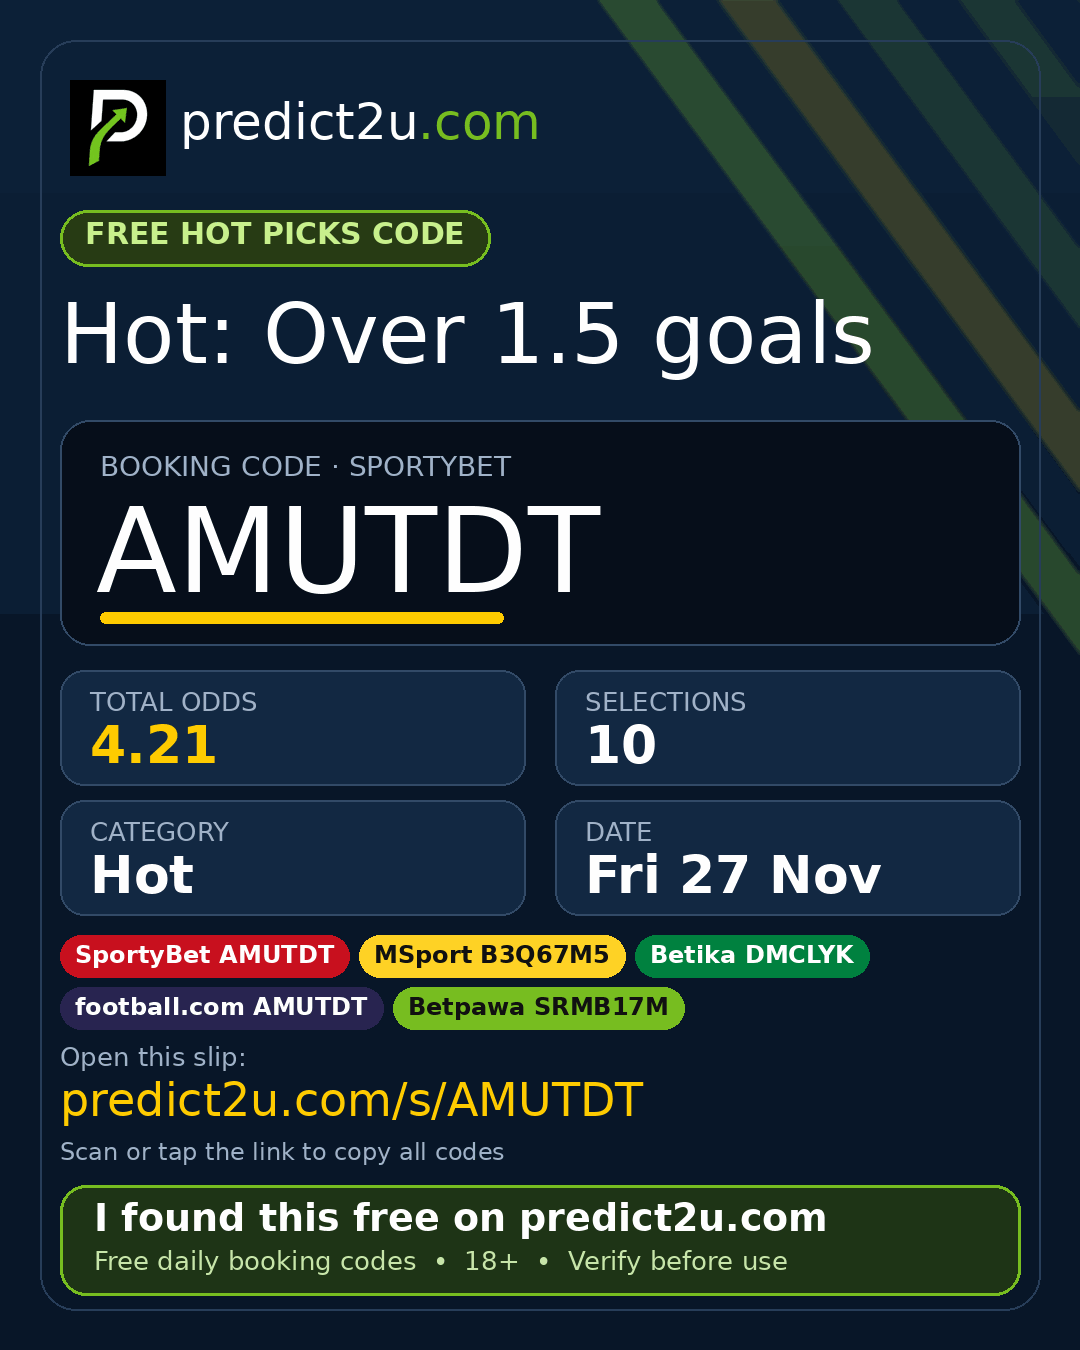 predict2u.com
FREE HOT PICKS CODE
Hot: Over 1.5 goals
BOOKING CODE · SPORTYBET
AMUTDT
TOTAL ODDS
4.21
SELECTIONS
10
CATEGORY
Hot
DATE
Fri 27 Nov
SportyBet AMUTDT
MSport B3Q67M5
Betika DMCLYK
football.com AMUTDT
Betpawa SRMB17M
Open this slip:
predict2u.com/s/AMUTDT
Scan or tap the link to copy all codes
I found this free on predict2u.com
Free daily booking codes • 18+ • Verify before use